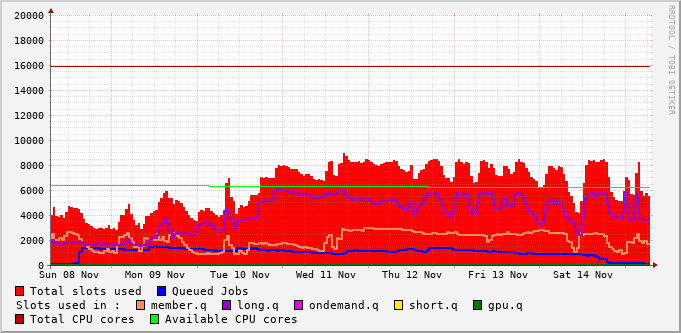 RRDTOOL / TOBI OETIKER
20000
18000
16000
14000
12000
10000
8000
6000
4000
2000
0
Sun 08 Nov Mon 09 Nov Tue 10 Nov Wed 11 Nov Thu 12 Nov Fri 13 Nov Sat 14 Nov
Total slots used Queued Jobs
Slots used in : member.q long.q ondemand.q short.q gpu.q
Total CPU cores Available CPU cores